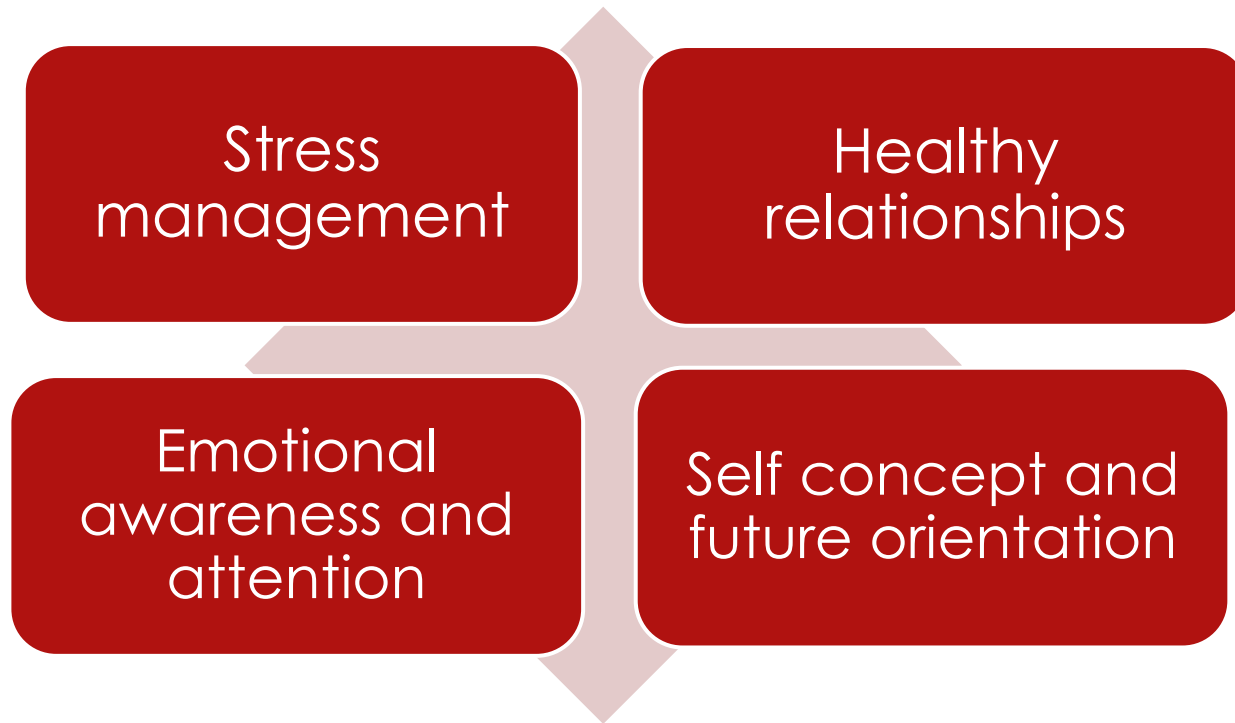 Stress
management
Healthy
relationships
Emotional
awareness and
attention
Self concept and
future orientation